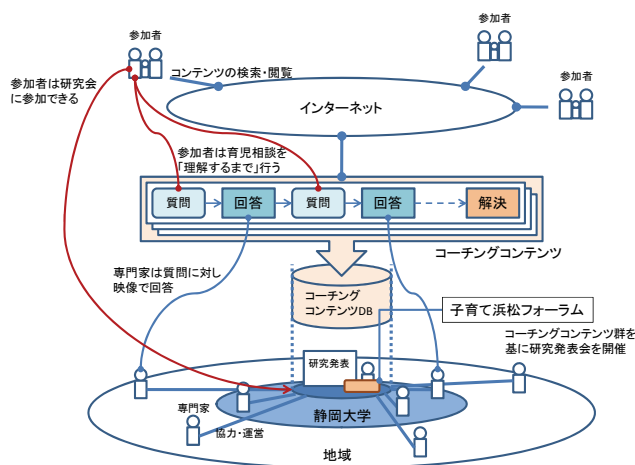 参加者
参加者
参加者
参加者は研究会
に参加できる
コンテンツの検索・閲覧
インターネット
参加者は育児相談を
「理解するまで」行う
質問
回答
質問
回答
解決
コーチングコンテンツ
専門家は質問に対し
映像で回答
コーチング
コンテンツDB
子育て浜松フォーラム
コーチングコンテンツ群を
基に研究発表会を開催
研究発表
静岡大学
専門家
協力・運営
地域